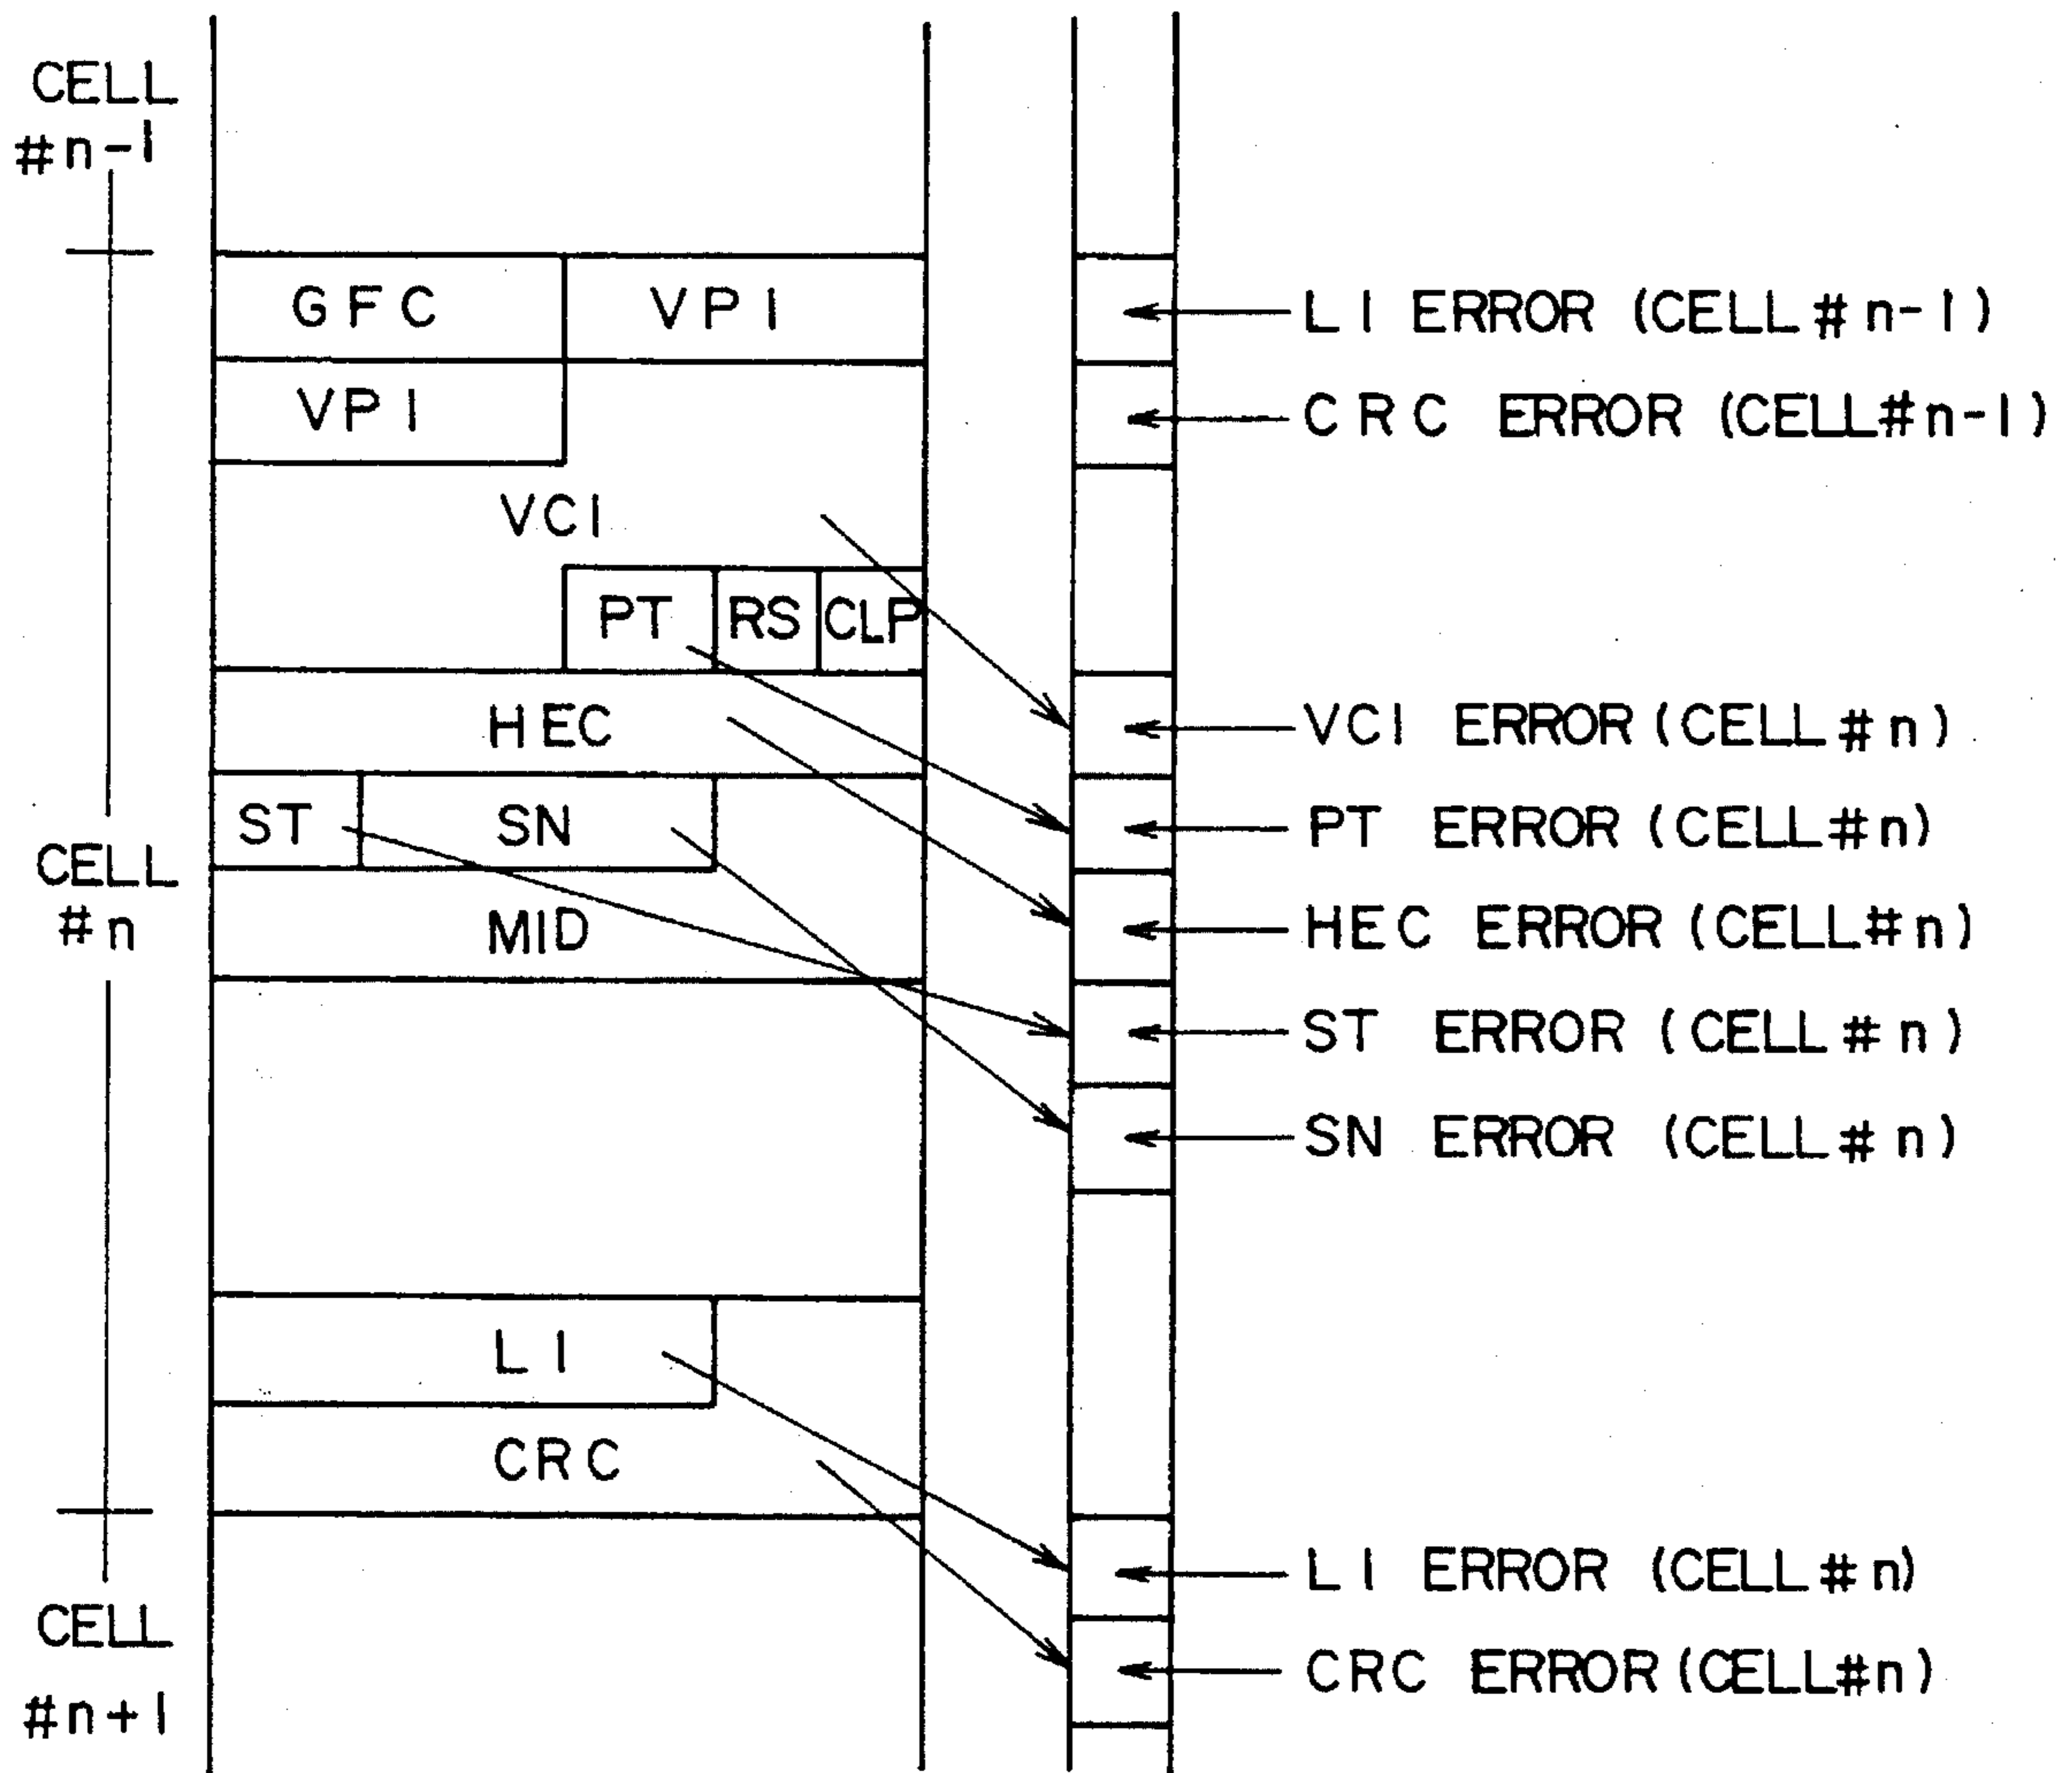 CELL
#n-1
GFC VPI
LI ERROR (CELL #n-1)
VPI
CRC ERROR (CELL#n-1)
VCI
PT RS CLP
HEC
VCI ERROR (CELL #n)
ST SN
PT ERROR (CELL#n)
CELL
#n
MID
HEC ERROR (CELL#n)
ST ERROR (CELL #n)
SN ERROR (CELL #n)
LI
CRC
LI ERROR (CELL #n)
CELL
#n+1
CRC ERROR (CELL#n)